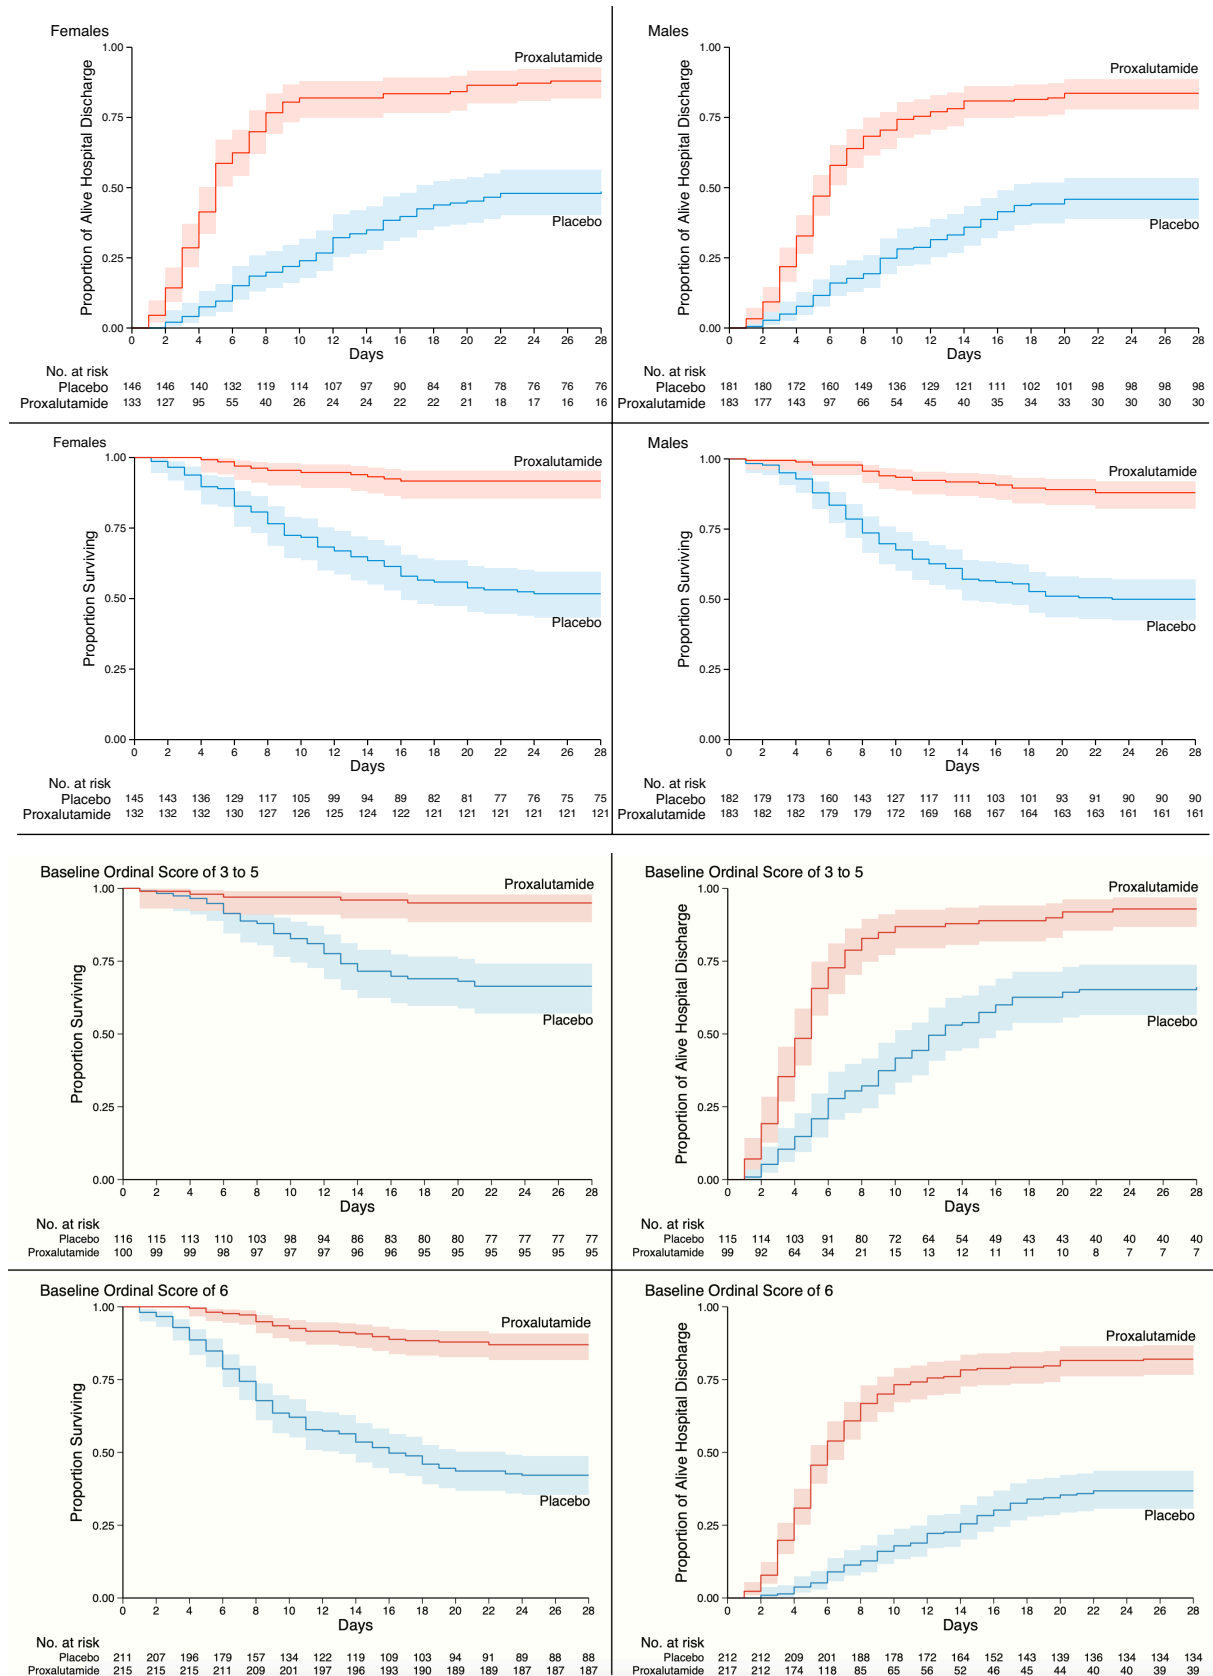 Females
Proportion of Alive Hospital Discharge
1.00
0.75
0.50
0.25
0.00
Proxalutamide
Placebo
0 2 4 6 8 10 12 14 16 18 20 22 24 26 28
Days
No. at risk
Placebo 146 146 140 132 119 114 107 97 90 84 81 78 76 76 76
Proxalutamide 133 127 95 55 40 26 24 24 22 22 21 18 17 16 16
Males
Proportion of Alive Hospital Discharge
1.00
0.75
0.50
0.25
0.00
Proxalutamide
Placebo
0 2 4 6 8 10 12 14 16 18 20 22 24 26 28
Days
No. at risk
Placebo 181 180 172 160 149 136 129 121 111 102 101 98 98 98 98
Proxalutamide 183 177 143 97 66 54 45 40 35 34 33 30 30 30 30
Females
Proportion Surviving
1.00
0.75
0.50
0.25
0.00
Proxalutamide
Placebo
0 2 4 6 8 10 12 14 16 18 20 22 24 26 28
Days
No. at risk
Placebo 145 143 136 129 117 105 99 94 89 82 81 77 76 75 75
Proxalutamide 132 132 132 130 127 126 125 124 122 121 121 121 121 121 121
Males
Proportion Surviving
1.00
0.75
0.50
0.25
0.00
Proxalutamide
Placebo
0 2 4 6 8 10 12 14 16 18 20 22 24 26 28
Days
No. at risk
Placebo 182 179 173 160 143 127 117 111 103 101 93 91 90 90 90
Proxalutamide 183 182 182 179 179 172 169 168 167 164 163 163 161 161 161
Baseline Ordinal Score of 3 to 5
Proportion Surviving
1.00
0.75
0.50
0.25
0.00
Proxalutamide
Placebo
0 2 4 6 8 10 12 14 16 18 20 22 24 26 28
Days
No. at risk
Placebo 116 115 113 110 103 98 94 86 83 80 80 77 77 77 77
Proxalutamide 100 99 99 98 97 97 97 96 96 95 95 95 95 95 95
Baseline Ordinal Score of 3 to 5
Proportion of Alive Hospital Discharge
1.00
0.75
0.50
0.25
0.00
Proxalutamide
Placebo
0 2 4 6 8 10 12 14 16 18 20 22 24 26 28
Days
No. at risk
Placebo 115 114 103 91 80 72 64 54 49 43 43 40 40 40 40
Proxalutamide 99 92 64 34 21 15 13 12 11 11 10 8 7 7 7
Baseline Ordinal Score of 6
Proportion Surviving
1.00
0.75
0.50
0.25
0.00
Proxalutamide
Placebo
0 2 4 6 8 10 12 14 16 18 20 22 24 26 28
Days
No. at risk
Placebo 211 207 196 179 157 134 122 119 109 103 94 91 89 88 88
Proxalutamide 215 215 215 211 209 201 197 196 193 190 189 189 187 187 187
Baseline Ordinal Score of 6
Proportion of Alive Hospital Discharge
1.00
0.75
0.50
0.25
0.00
Proxalutamide
Placebo
0 2 4 6 8 10 12 14 16 18 20 22 24 26 28
Days
No. at risk
Placebo 212 212 209 201 188 178 172 164 152 143 139 136 134 134 134
Proxalutamide 217 212 174 118 85 65 56 52 46 45 44 40 40 39 39